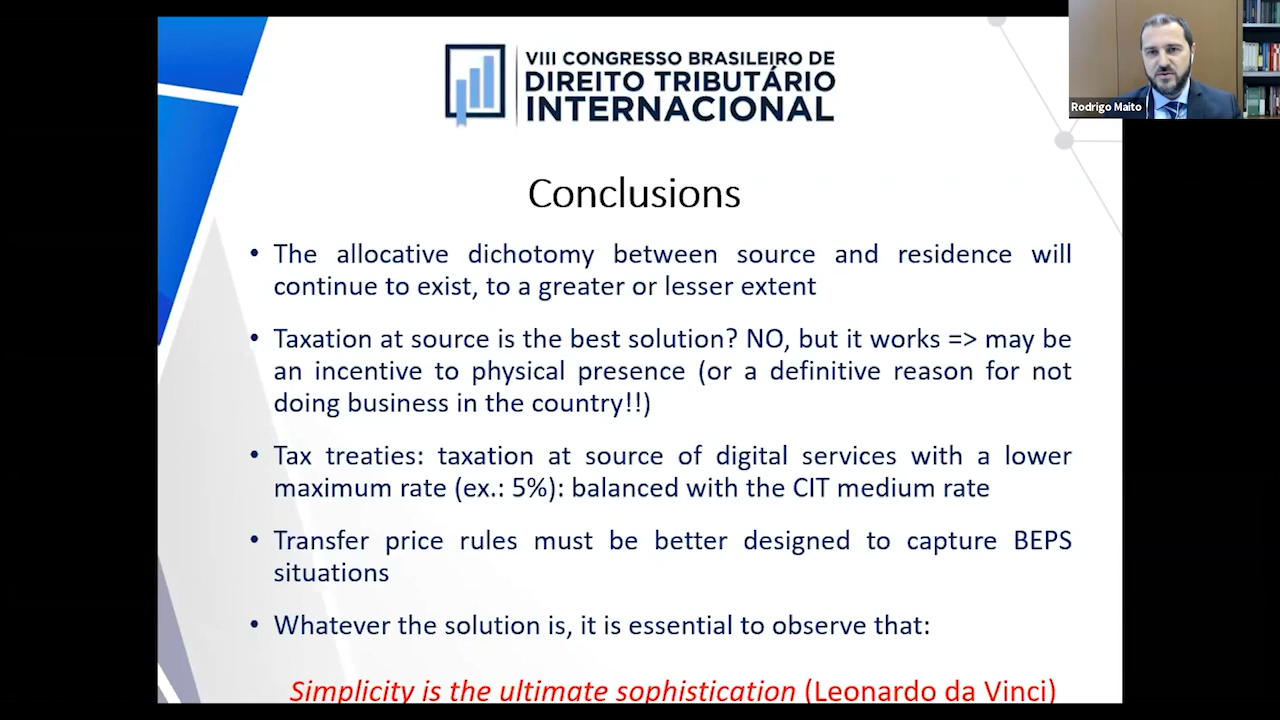 VIII CONGRESSO BRASILEIRO DE
DIREITO TRIBUTÁRIO
INTERNACIONAL
Rodrigo Maito
Conclusions
• The allocative dichotomy between source and residence will
continue to exist, to a greater or lesser extent
• Taxation at source is the best solution? NO, but it works => may be
an incentive to physical presence (or a definitive reason for not
doing business in the country!!)
• Tax treaties: taxation at source of digital services with a lower
maximum rate (ex.: 5%): balanced with the CIT medium rate
• Transfer price rules must be better designed to capture BEPS
situations
• Whatever the solution is, it is essential to observe that:
Simplicity is the ultimate sophistication (Leonardo da Vinci)